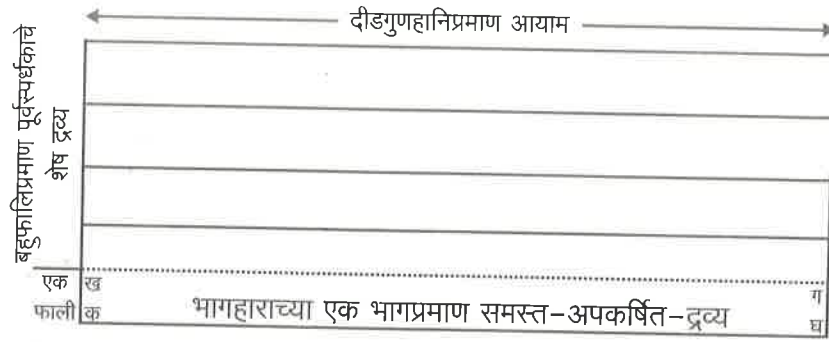 दीडगुणहानिप्रमाण आयाम
बहुफालिप्रमाण पूर्वस्पर्धकाचे
शेष द्रव्य
एक
फाली
ख
क
भागहाराच्या एक भागप्रमाण समस्त-अपकर्षित-द्रव्य
ग
घ